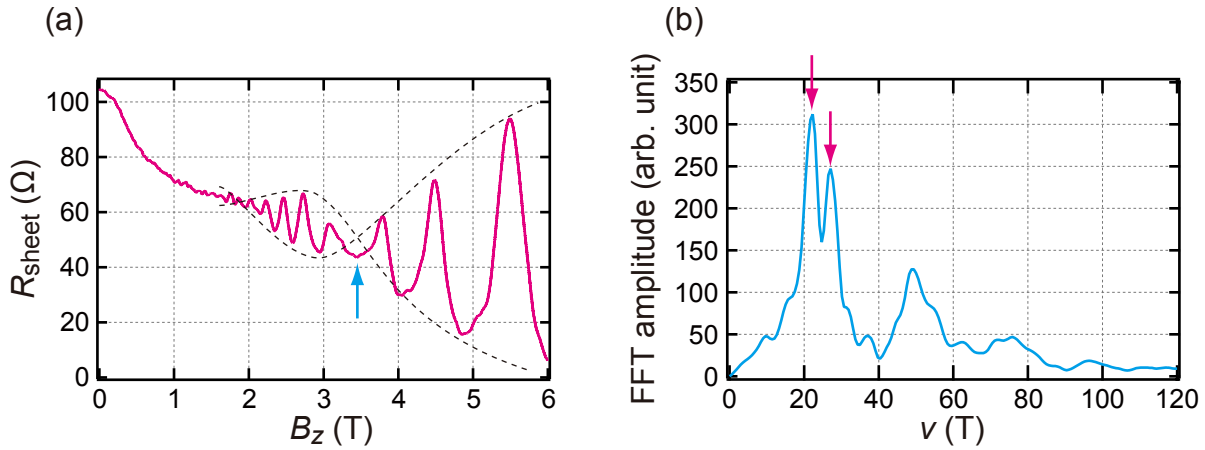 (a)
(b)
R_sheet (Ω)
100
80
60
40
20
0
0 1 2 3 4 5 6
B_z (T)
FFT amplitude (arb. unit)
350
300
250
200
150
100
50
0
0 20 40 60 80 100 120
ν (T)